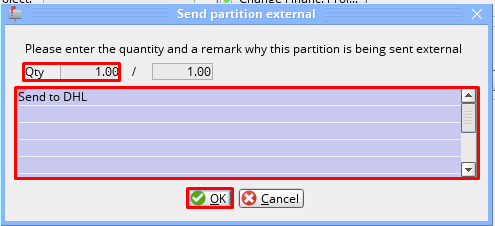 Send partition external
Please enter the quantity and a remark why this partition is being sent external
Qty 1.00 / 1.00
Send to DHL
OK Cancel